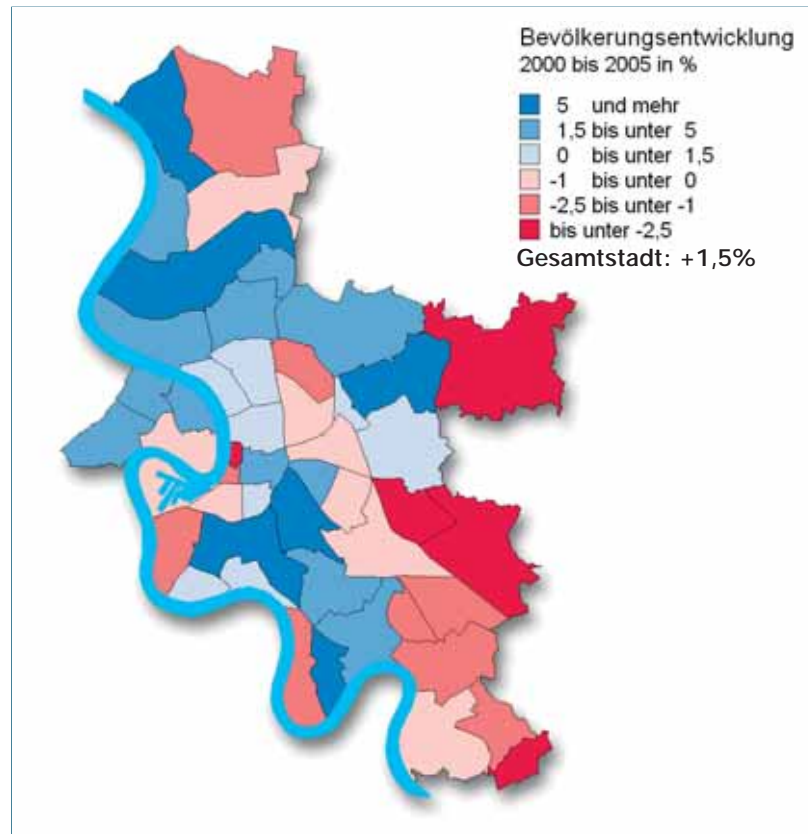 Bevölkerungsentwicklung
2000 bis 2005 in %
5 und mehr
1,5 bis unter 5
0 bis unter 1,5
-1 bis unter 0
-2,5 bis unter -1
bis unter -2,5
Gesamtstadt: +1,5%